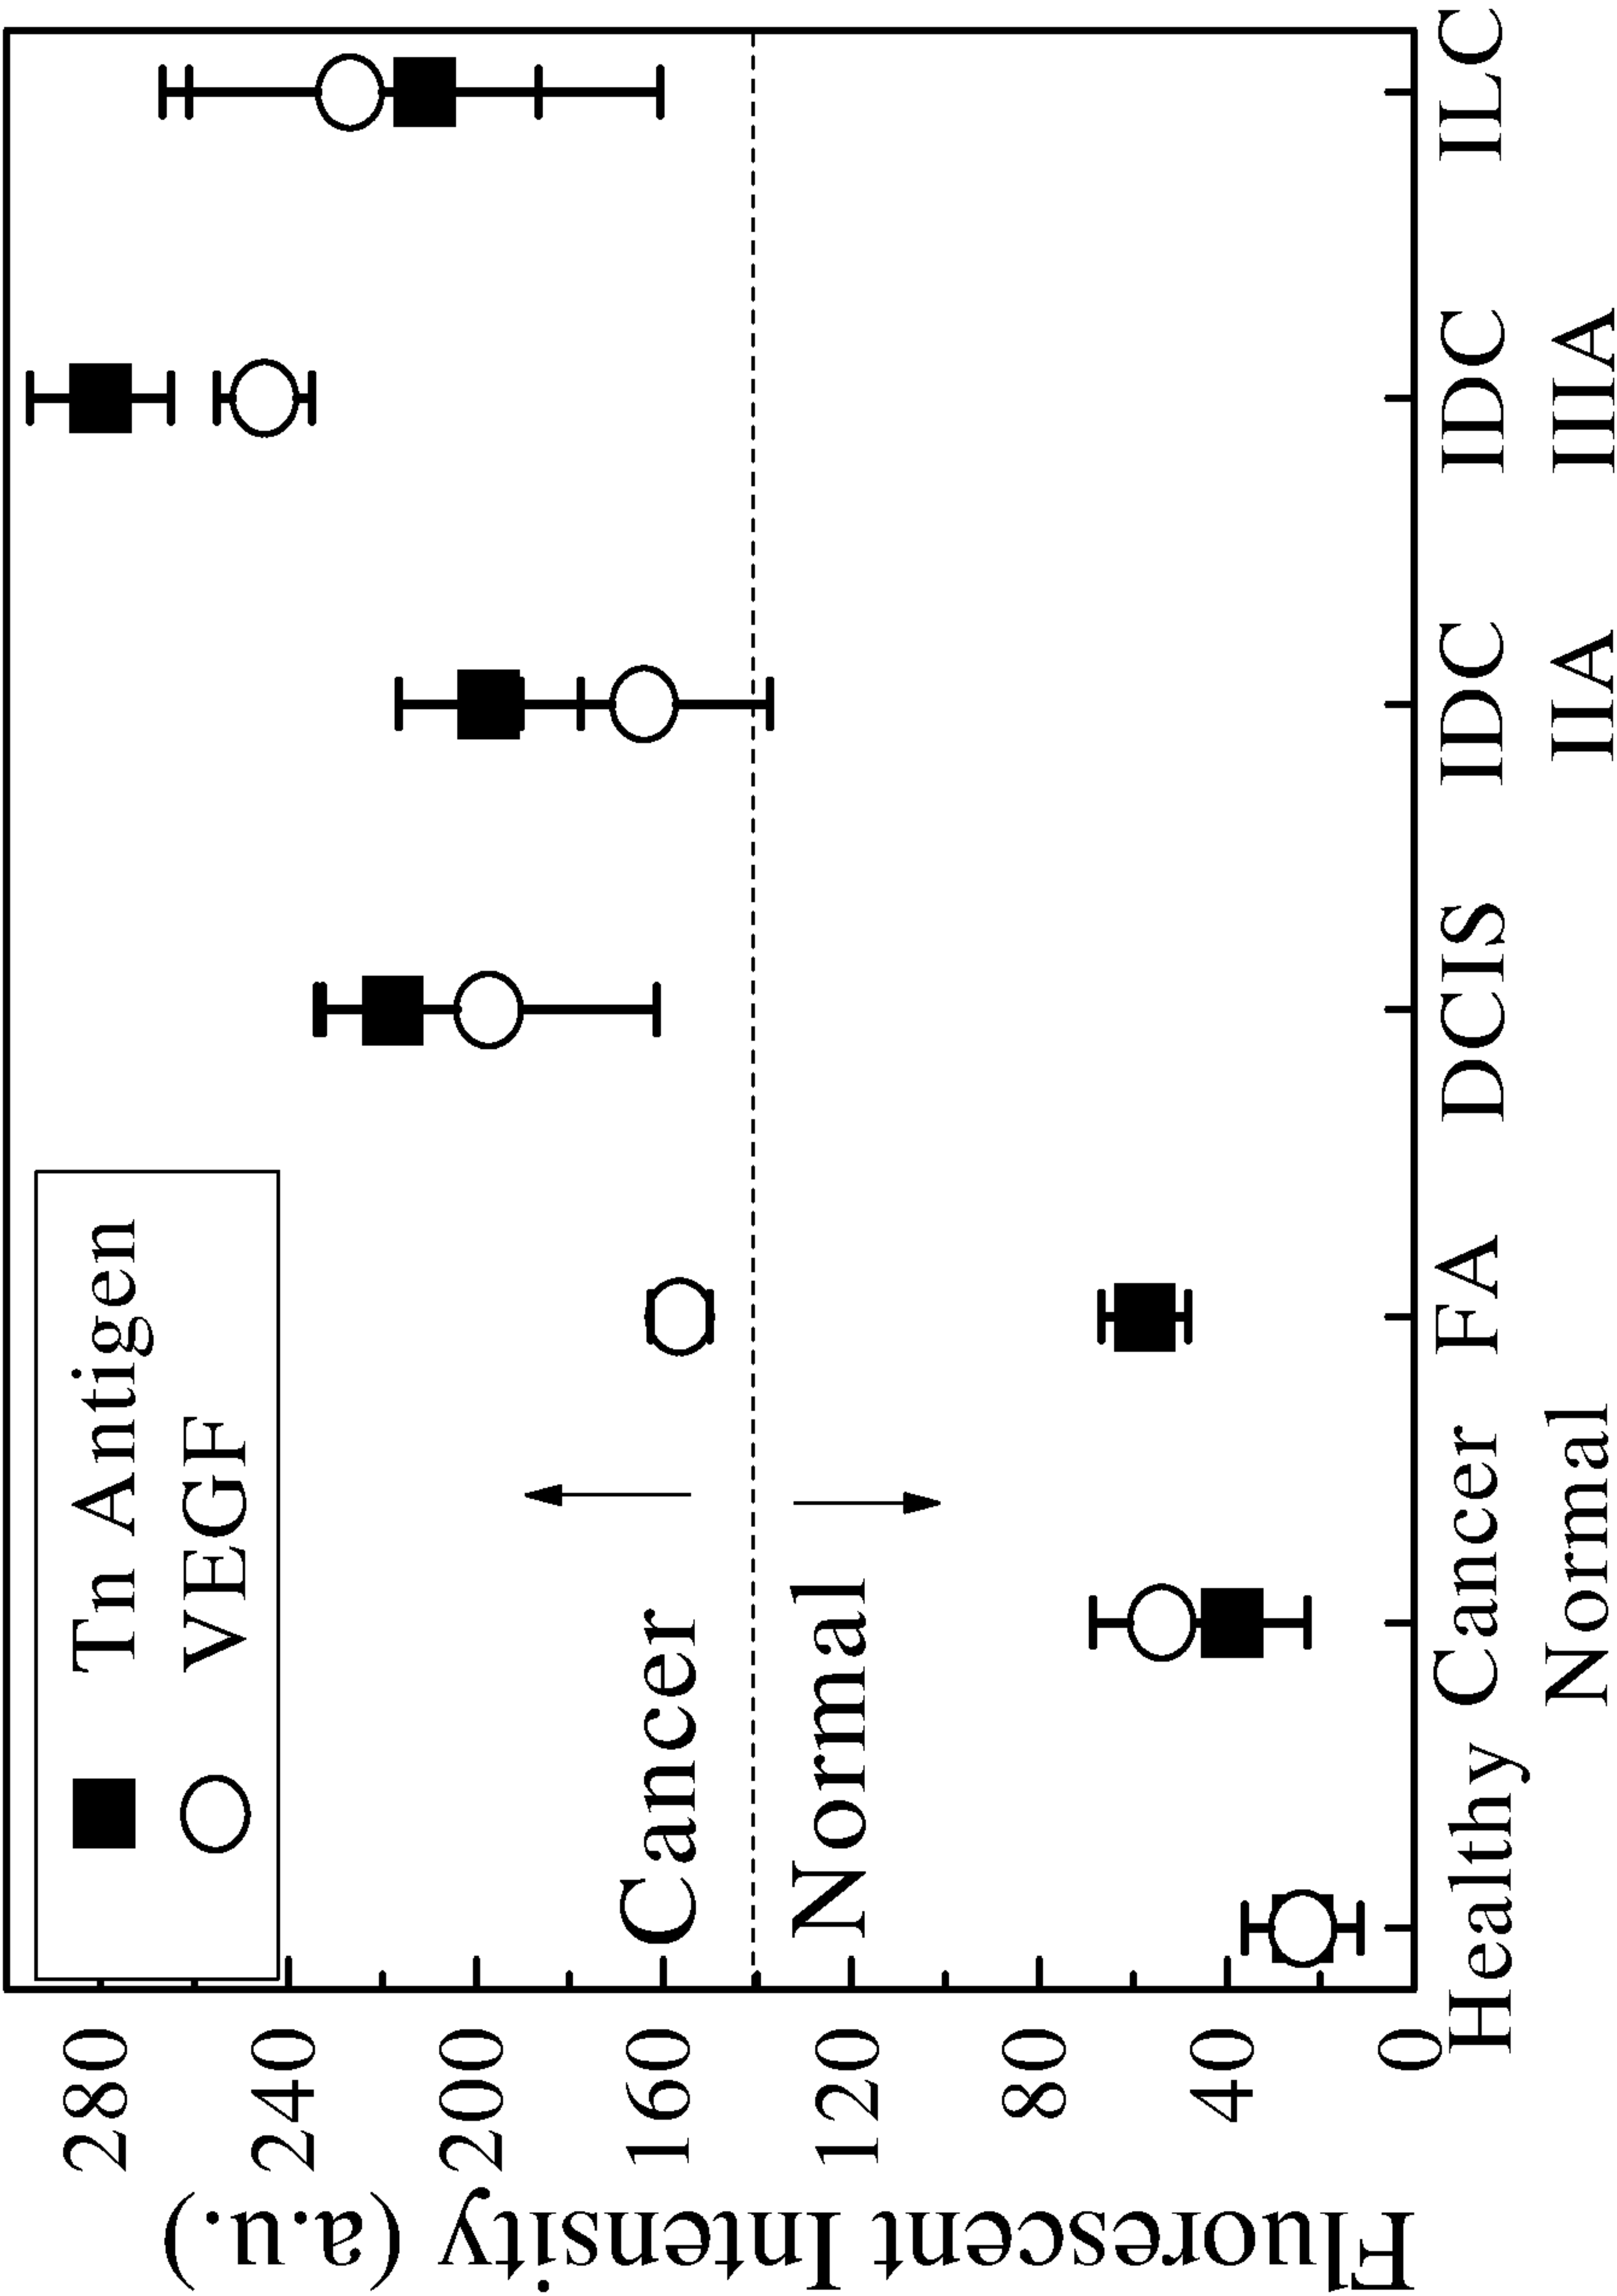 Tn Antigen
VEGF
Cancer
Normal
Fluorescent Intensity (a.u.)
280
240
200
160
120
80
40
0
Healthy Cancer FA DCIS IDC IDC ILC
Normal IIA IIIA